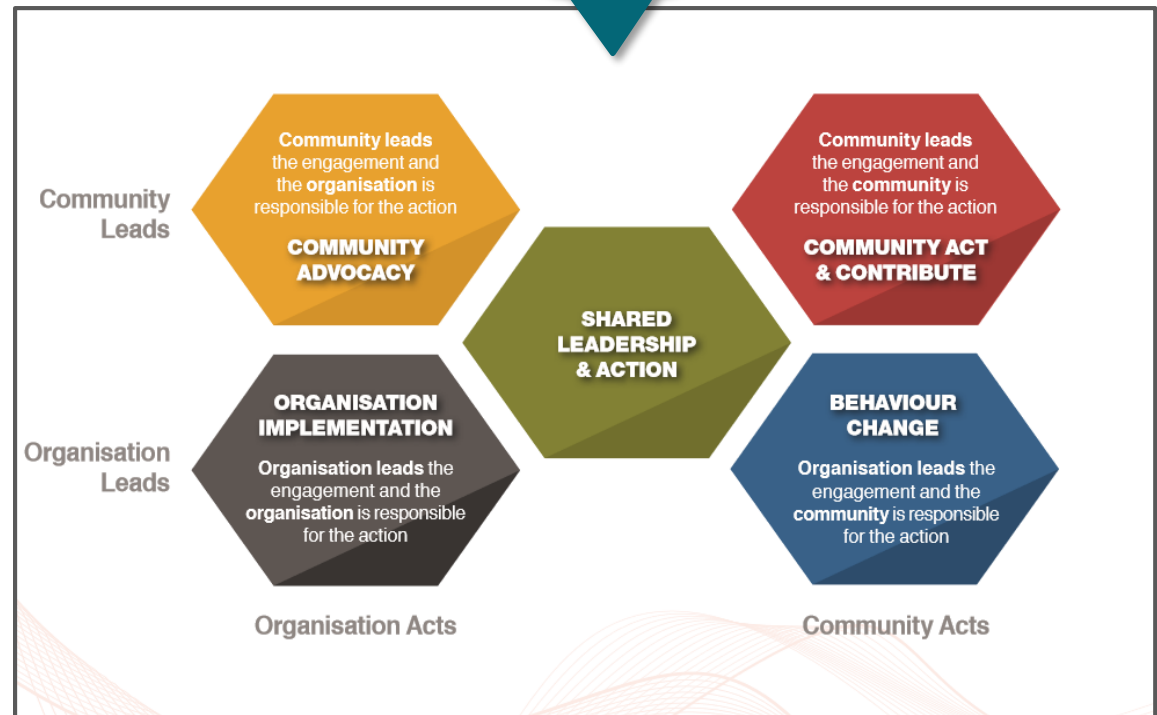 Community
Leads
Community leads
the engagement and
the organisation is
responsible for the action
COMMUNITY
ADVOCACY
Community leads
the engagement and
the community is
responsible for the action
COMMUNITY ACT
& CONTRIBUTE
SHARED
LEADERSHIP
& ACTION
Organisation
Leads
ORGANISATION
IMPLEMENTATION
Organisation leads the
engagement and the
organisation is responsible
for the action
BEHAVIOUR
CHANGE
Organisation leads the
engagement and the
community is responsible
for the action
Organisation Acts
Community Acts